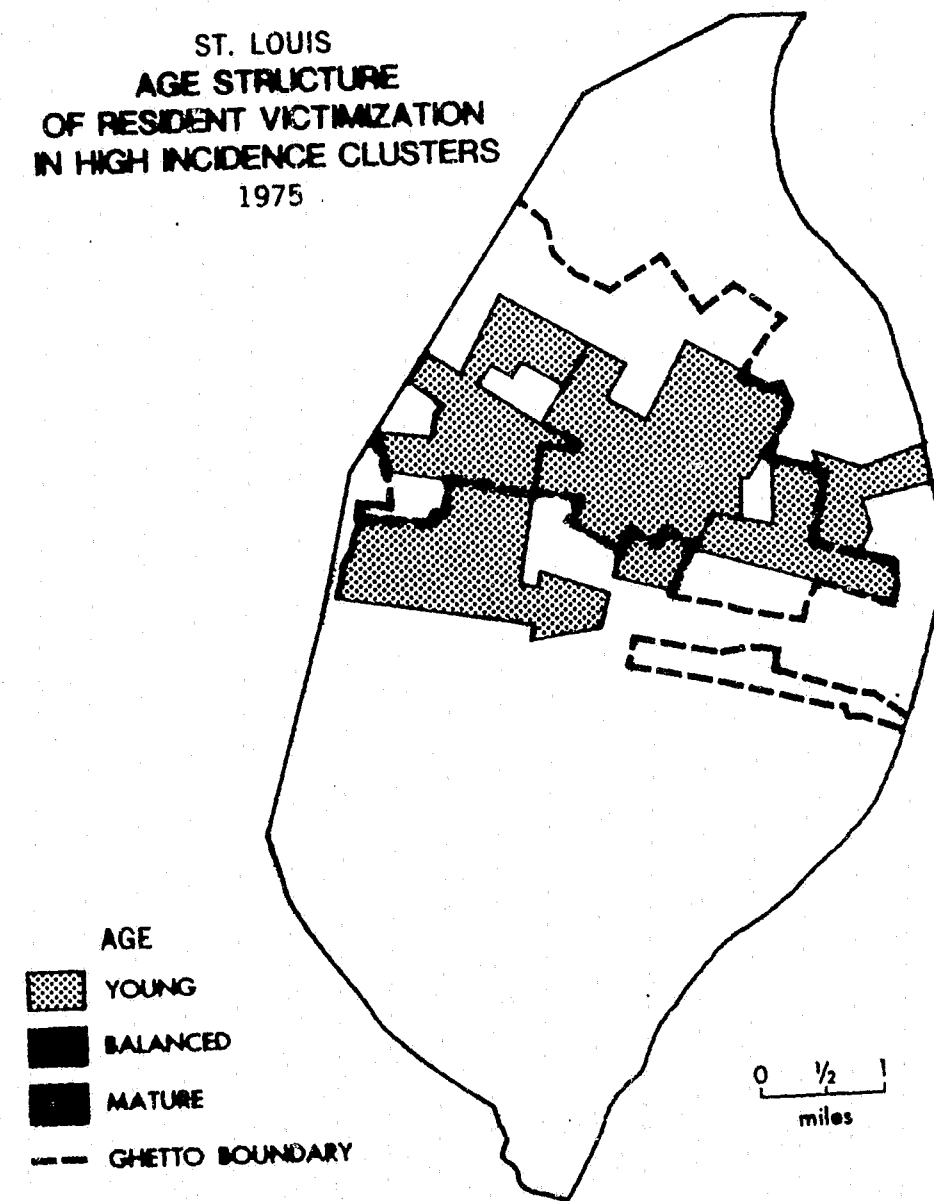 ST. LOUIS
AGE STRUCTURE
OF RESIDENT VICTIMIZATION
IN HIGH INCIDENCE CLUSTERS
1975
AGE
YOUNG
BALANCED
MATURE
GHETTO BOUNDARY
0 ½ 1
miles